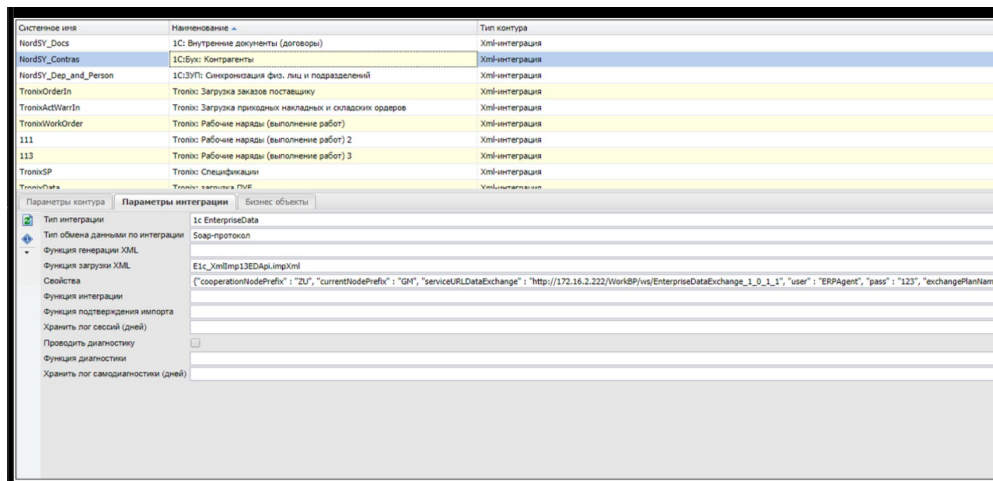 Системное имя Наименование Тип контура
NordSY_Docs 1С: Внутренние документы (договоры) Xml-интеграция
NordSY_Contras 1С:Бух: Контрагенты Xml-интеграция
NordSY_Dep_and_Person 1С:ЗУП: Синхронизация физ. лиц и подразделений Xml-интеграция
TronixOrderIn Tronix: Загрузка заказов поставщику Xml-интеграция
TronixActWarrIn Tronix: Загрузка приходных накладных и складских ордеров Xml-интеграция
TronixWorkOrder Tronix: Рабочие наряды (выполнение работ) Xml-интеграция
111 Tronix: Рабочие наряды (выполнение работ) 2 Xml-интеграция
113 Tronix: Рабочие наряды (выполнение работ) 3 Xml-интеграция
TronixSP Tronix: Спецификации Xml-интеграция
TronixData Tronix: загрузка Xml-интеграция
Параметры контура Параметры интеграции Бизнес объекты
Тип интеграции 1c EnterpriseData
Тип обмена данными по интеграции Soap-протокол
Функция генерации XML
Функция загрузки XML E1c_XmlImp13EDApi.impXml
Свойства {"cooperationNodePrefix" : "ZU", "currentNodePrefix" : "GM", "serviceURLDataExchange" : "http://172.16.2.222/WorkBP/ws/EnterpriseDataExchange_1_0_1_1", "user" : "ERPAgent", "pass" : "123", "exchangePlanNam
Функция интеграции
Функция подтверждения импорта
Хранить лог сессий (дней)
Проводить диагностику
Функция диагностики
Хранить лог самодиагностики (дней)